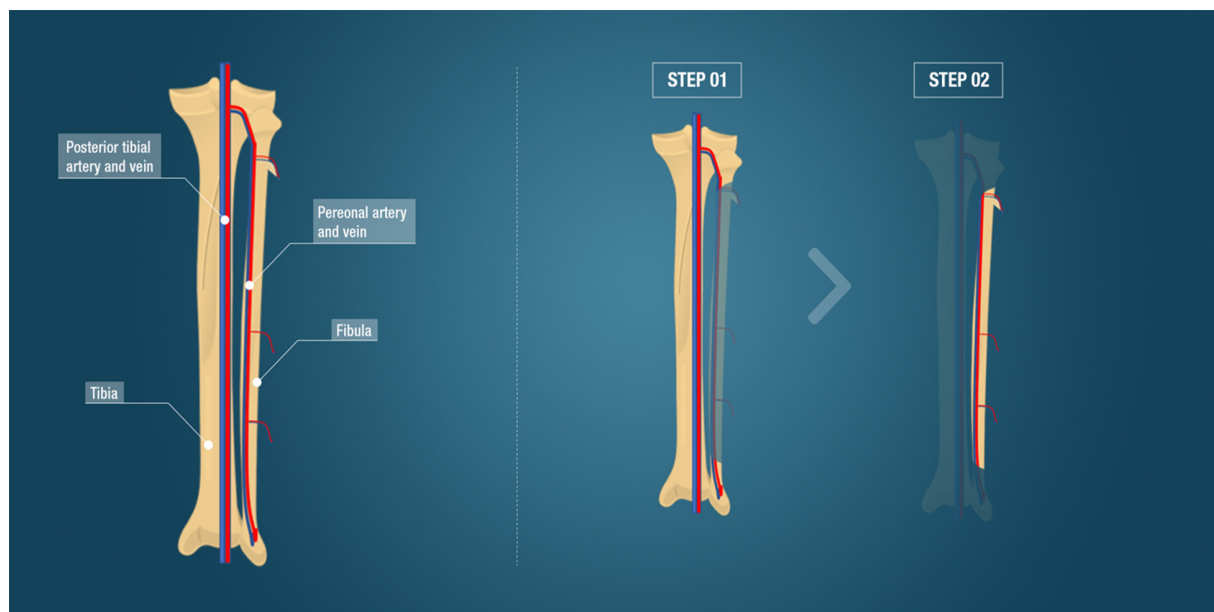 Posterior tibial
artery and vein
Pereonal artery
and vein
Fibula
Tibia
STEP 01
STEP 02